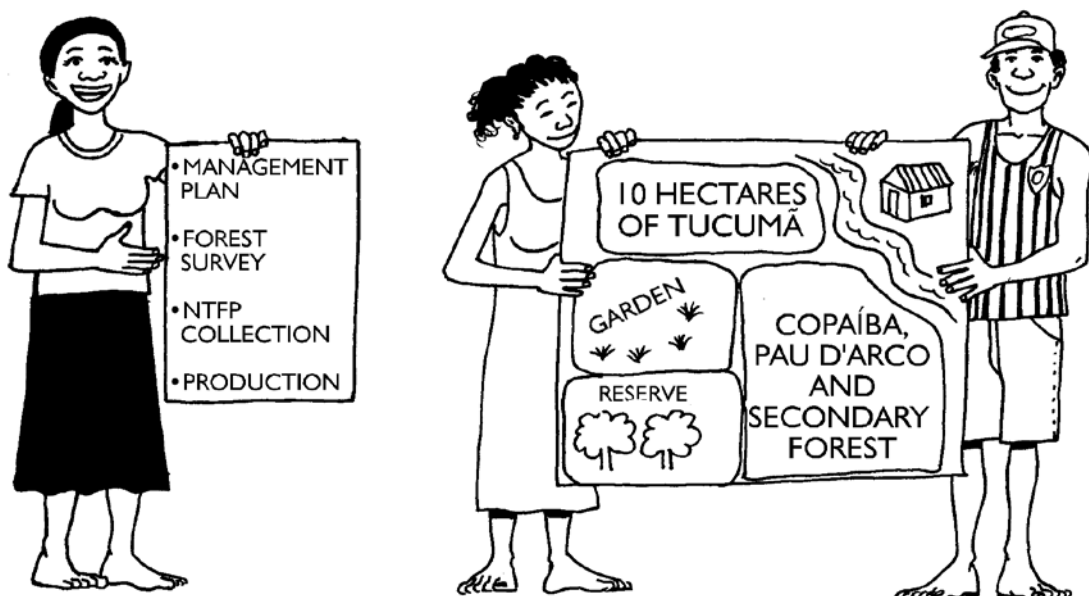 • MANAGEMENT
PLAN
• FOREST
SURVEY
• NTFP
COLLECTION
• PRODUCTION
10 HECTARES
OF TUCUMÃ
GARDEN
RESERVE
COPAÍBA,
PAU D'ARCO
AND
SECONDARY
FOREST